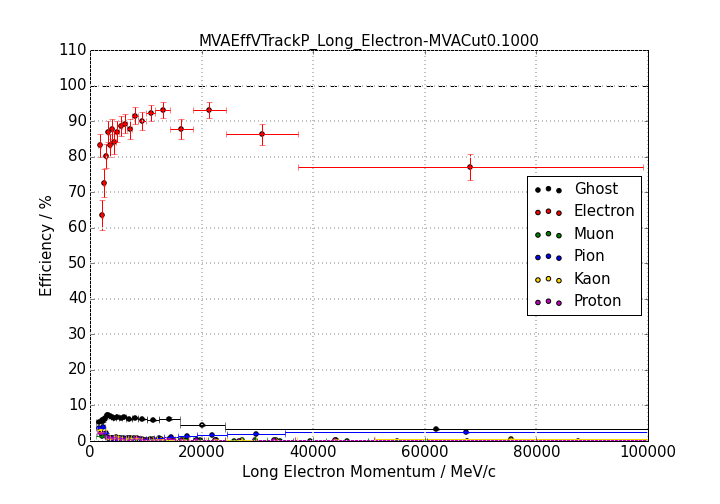 MVAEffVTrackP_Long_Electron-MVACut0.1000
110
100
90
80
70
60
50
40
30
20
10
0
Efficiency / %
Ghost
Electron
Muon
Pion
Kaon
Proton
0 20000 40000 60000 80000 100000
Long Electron Momentum / MeV/c